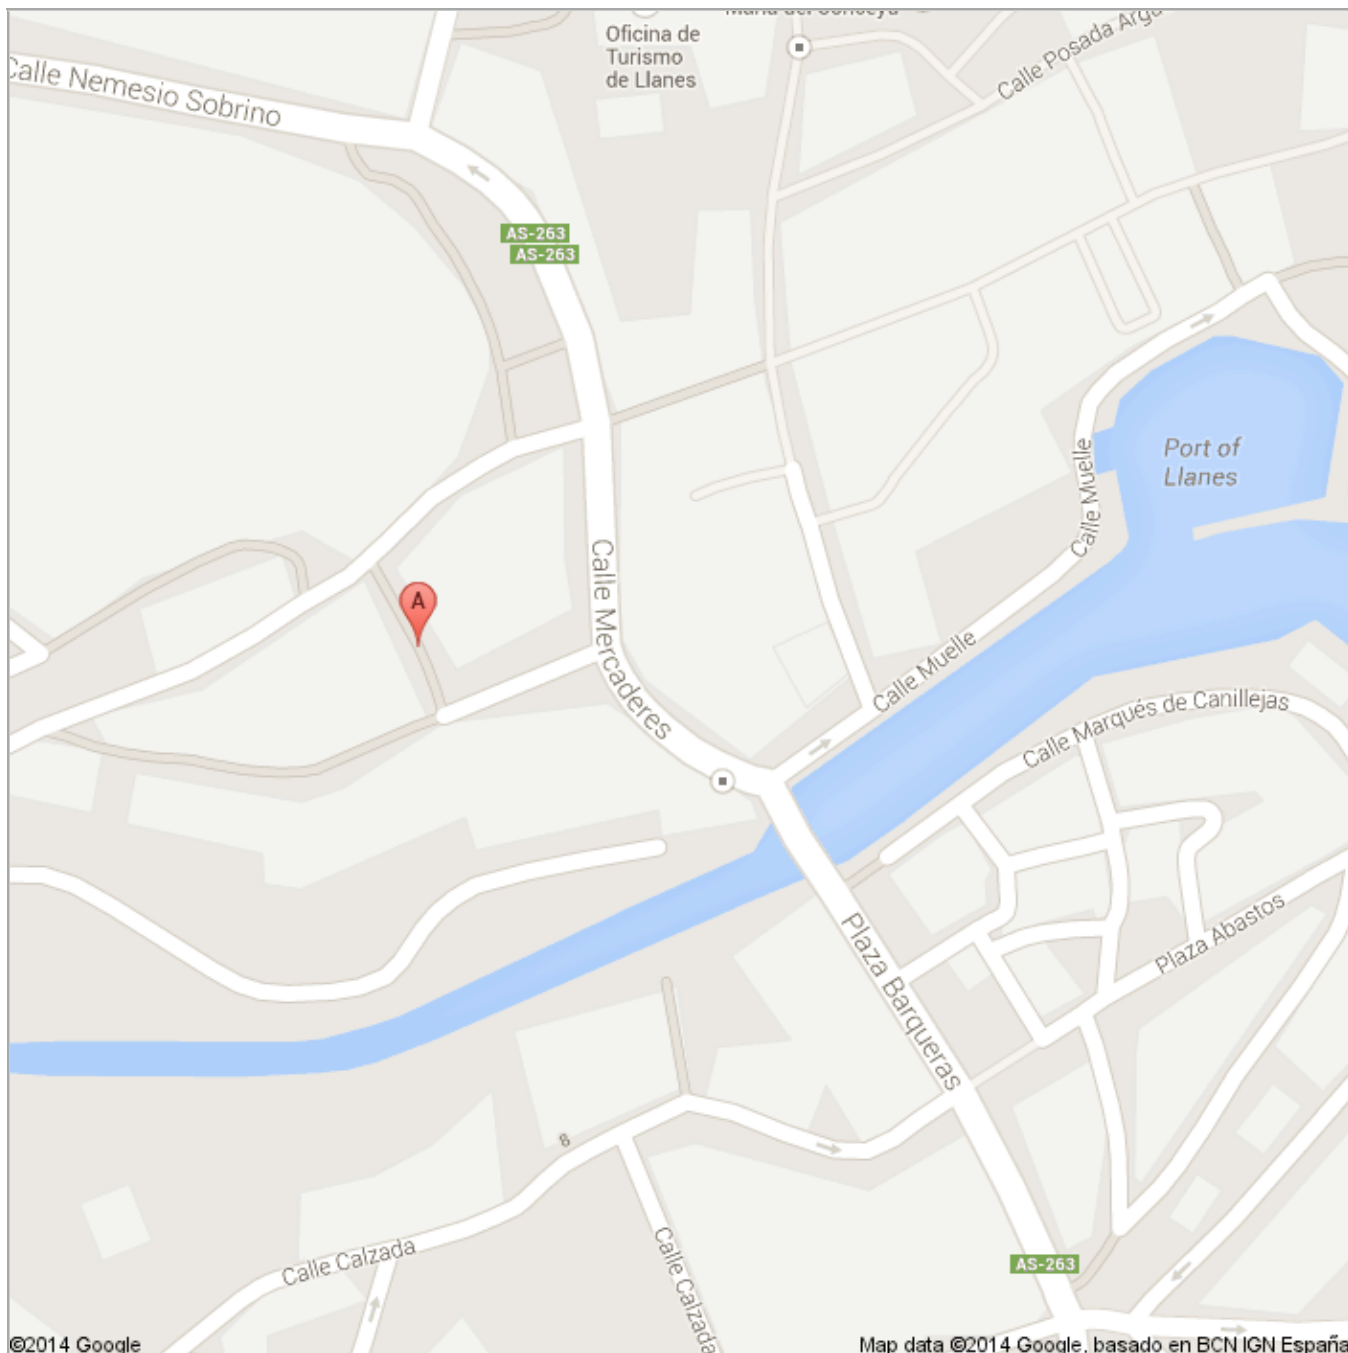 Oficina de
Turismo
de Llanes
Calle Posada Argü
Calle Nemesio Sobrino
AS-263
AS-263
Port of
Llanes
Calle Muelle
A
Calle Mercaderes
Calle Muelle
Calle Marqués de Canillejas
Plaza Abastos
Plaza Barqueras
8
Calle Calzada
Calle Calzada
AS-263
©2014 Google
Map data ©2014 Google, basado en BCN IGN España